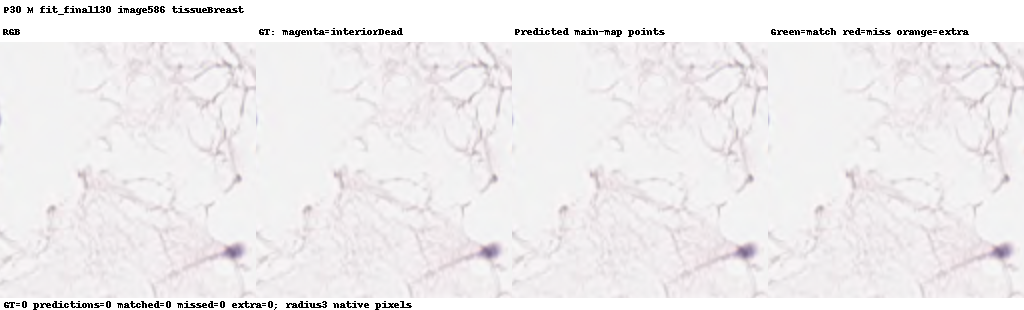 P30 M fit_final130 image586 tissueBreast
RGB
GT: magenta=interiorDead
Predicted main-map points
Green=match red=miss orange=extra
GT=0 predictions=0 matched=0 missed=0 extra=0; radius3 native pixels